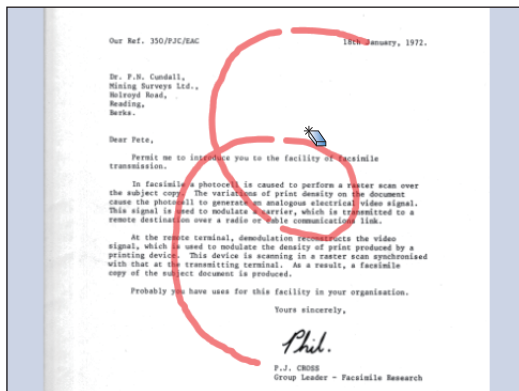 Our Ref. 350/PJC/EAC
18th January, 1972.
Dr. P.N. Cundall,
Mining Surveys Ltd.,
Holroyd Road,
Reading,
Berks.
Dear Pete,
Permit me to introduce you to the facility of facsimile
transmission.
In facsimile a photocell is caused to perform a raster scan over
the subject copy. The variations of print density on the document
cause the photocell to generate an analogous electrical video signal.
This signal is used to modulate a carrier, which is transmitted to a
remote destination over a radio or cable communications link.
At the remote terminal, demodulation reconstructs the video
signal, which is used to modulate the density of print produced by a
printing device. This device is scanning in a raster scan synchronised
with that at the transmitting terminal. As a result, a facsimile
copy of the subject document is produced.
Probably you have uses for this facility in your organisation.
Yours sincerely,
Phil.
P.J. CROSS
Group Leader - Facsimile Research